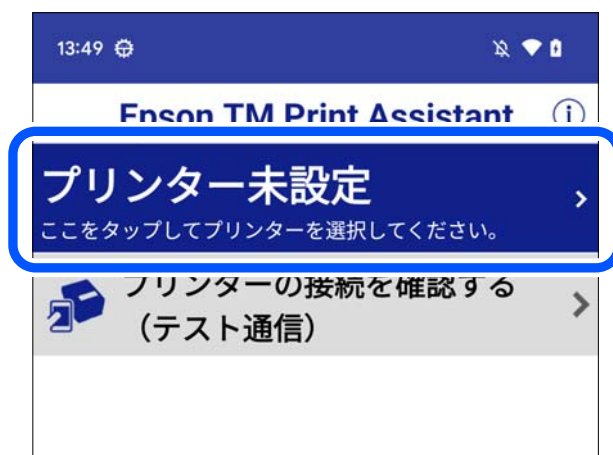 13:49
Epson TM Print Assistant
プリンター未設定
ここをタップしてプリンターを選択してください。
プリンターの接続を確認する
（テスト通信）